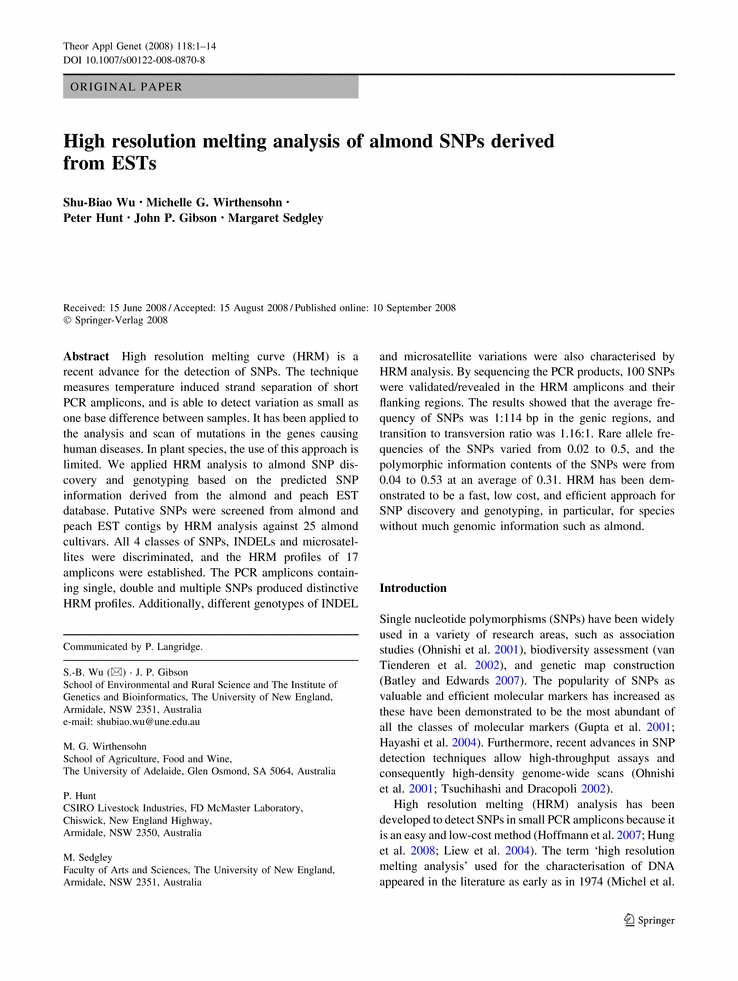 Theor Appl Genet (2008) 118:1–14
DOI 10.1007/s00122-008-0870-8
ORIGINAL PAPER
High resolution melting analysis of almond SNPs derived
from ESTs
Shu-Biao Wu · Michelle G. Wirthensohn ·
Peter Hunt · John P. Gibson · Margaret Sedgley
Received: 15 June 2008 / Accepted: 15 August 2008 / Published online: 10 September 2008
© Springer-Verlag 2008
Abstract High resolution melting curve (HRM) is a
recent advance for the detection of SNPs. The technique
measures temperature induced strand separation of short
PCR amplicons, and is able to detect variation as small as
one base difference between samples. It has been applied to
the analysis and scan of mutations in the genes causing
human diseases. In plant species, the use of this approach is
limited. We applied HRM analysis to almond SNP dis-
covery and genotyping based on the predicted SNP
information derived from the almond and peach EST
database. Putative SNPs were screened from almond and
peach EST contigs by HRM analysis against 25 almond
cultivars. All 4 classes of SNPs, INDELs and microsatel-
lites were discriminated, and the HRM profiles of 17
amplicons were established. The PCR amplicons contain-
ing single, double and multiple SNPs produced distinctive
HRM profiles. Additionally, different genotypes of INDEL
and microsatellite variations were also characterised by
HRM analysis. By sequencing the PCR products, 100 SNPs
were validated/revealed in the HRM amplicons and their
flanking regions. The results showed that the average fre-
quency of SNPs was 1:114 bp in the genic regions, and
transition to transversion ratio was 1.16:1. Rare allele fre-
quencies of the SNPs varied from 0.02 to 0.5, and the
polymorphic information contents of the SNPs were from
0.04 to 0.53 at an average of 0.31. HRM has been dem-
onstrated to be a fast, low cost, and efficient approach for
SNP discovery and genotyping, in particular, for species
without much genomic information such as almond.
Introduction
Single nucleotide polymorphisms (SNPs) have been widely
used in a variety of research areas, such as association
studies (Ohnishi et al. 2001), biodiversity assessment (van
Tienderen et al. 2002), and genetic map construction
(Batley and Edwards 2007). The popularity of SNPs as
valuable and efficient molecular markers has increased as
these have been demonstrated to be the most abundant of
all the classes of molecular markers (Gupta et al. 2001;
Hayashi et al. 2004). Furthermore, recent advances in SNP
detection techniques allow high-throughput assays and
consequently high-density genome-wide scans (Ohnishi
et al. 2001; Tsuchihashi and Dracopoli 2002).
High resolution melting (HRM) analysis has been
developed to detect SNPs in small PCR amplicons because it
is an easy and low-cost method (Hoffmann et al. 2007; Hung
et al. 2008; Liew et al. 2004). The term ‘high resolution
melting analysis’ used for the characterisation of DNA
appeared in the literature as early as in 1974 (Michel et al.
Communicated by P. Langridge.
S.-B. Wu (✉) · J. P. Gibson
School of Environmental and Rural Science and The Institute of
Genetics and Bioinformatics, The University of New England,
Armidale, NSW 2351, Australia
e-mail: shubiao.wu@une.edu.au
M. G. Wirthensohn
School of Agriculture, Food and Wine,
The University of Adelaide, Glen Osmond, SA 5064, Australia
P. Hunt
CSIRO Livestock Industries, FD McMaster Laboratory,
Chiswick, New England Highway,
Armidale, NSW 2350, Australia
M. Sedgley
Faculty of Arts and Sciences, The University of New England,
Armidale, NSW 2351, Australia
Springer